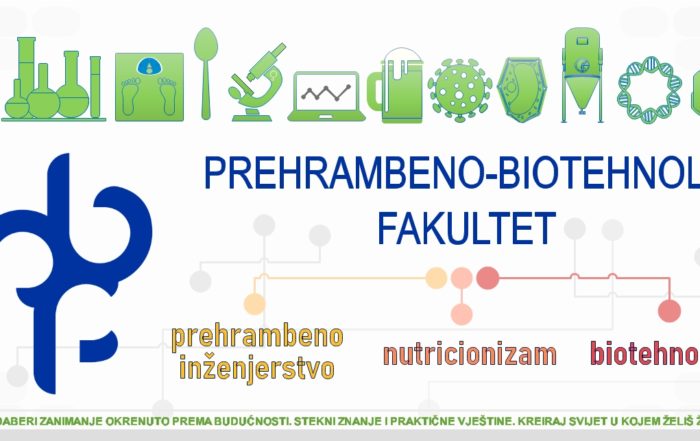 PREHRAMBENO-BIOTEHNOL
FAKULTET
prehrambeno
inženjerstvo
nutricionizam
biotehno
DABERI ZANIMANJE OKRENUTO PREMA BUDUĆNOSTI. STEKNI ZNANJE I PRAKTIČNE VJEŠTINE. KREIRAJ SVIJET U KOJEM ŽELIŠ Ž